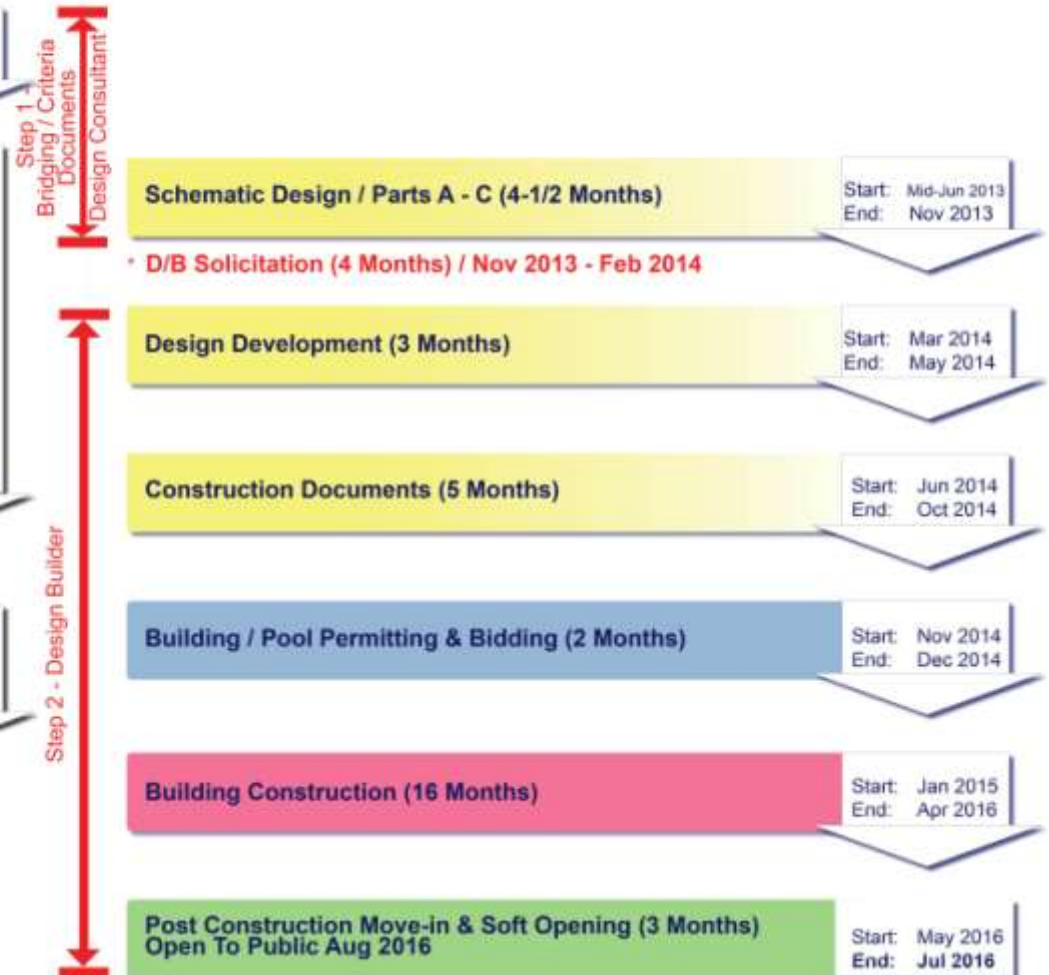 Step 1 -
Bridging / Criteria
Documents
Design Consultant
Schematic Design / Parts A - C (4-1/2 Months)
Start: Mid-Jun 2013
End: Nov 2013
* D/B Solicitation (4 Months) / Nov 2013 - Feb 2014
Step 2 - Design Builder
Design Development (3 Months)
Start: Mar 2014
End: May 2014
Construction Documents (5 Months)
Start: Jun 2014
End: Oct 2014
Building / Pool Permitting & Bidding (2 Months)
Start: Nov 2014
End: Dec 2014
Building Construction (16 Months)
Start: Jan 2015
End: Apr 2016
Post Construction Move-in & Soft Opening (3 Months)
Open To Public Aug 2016
Start: May 2016
End: Jul 2016